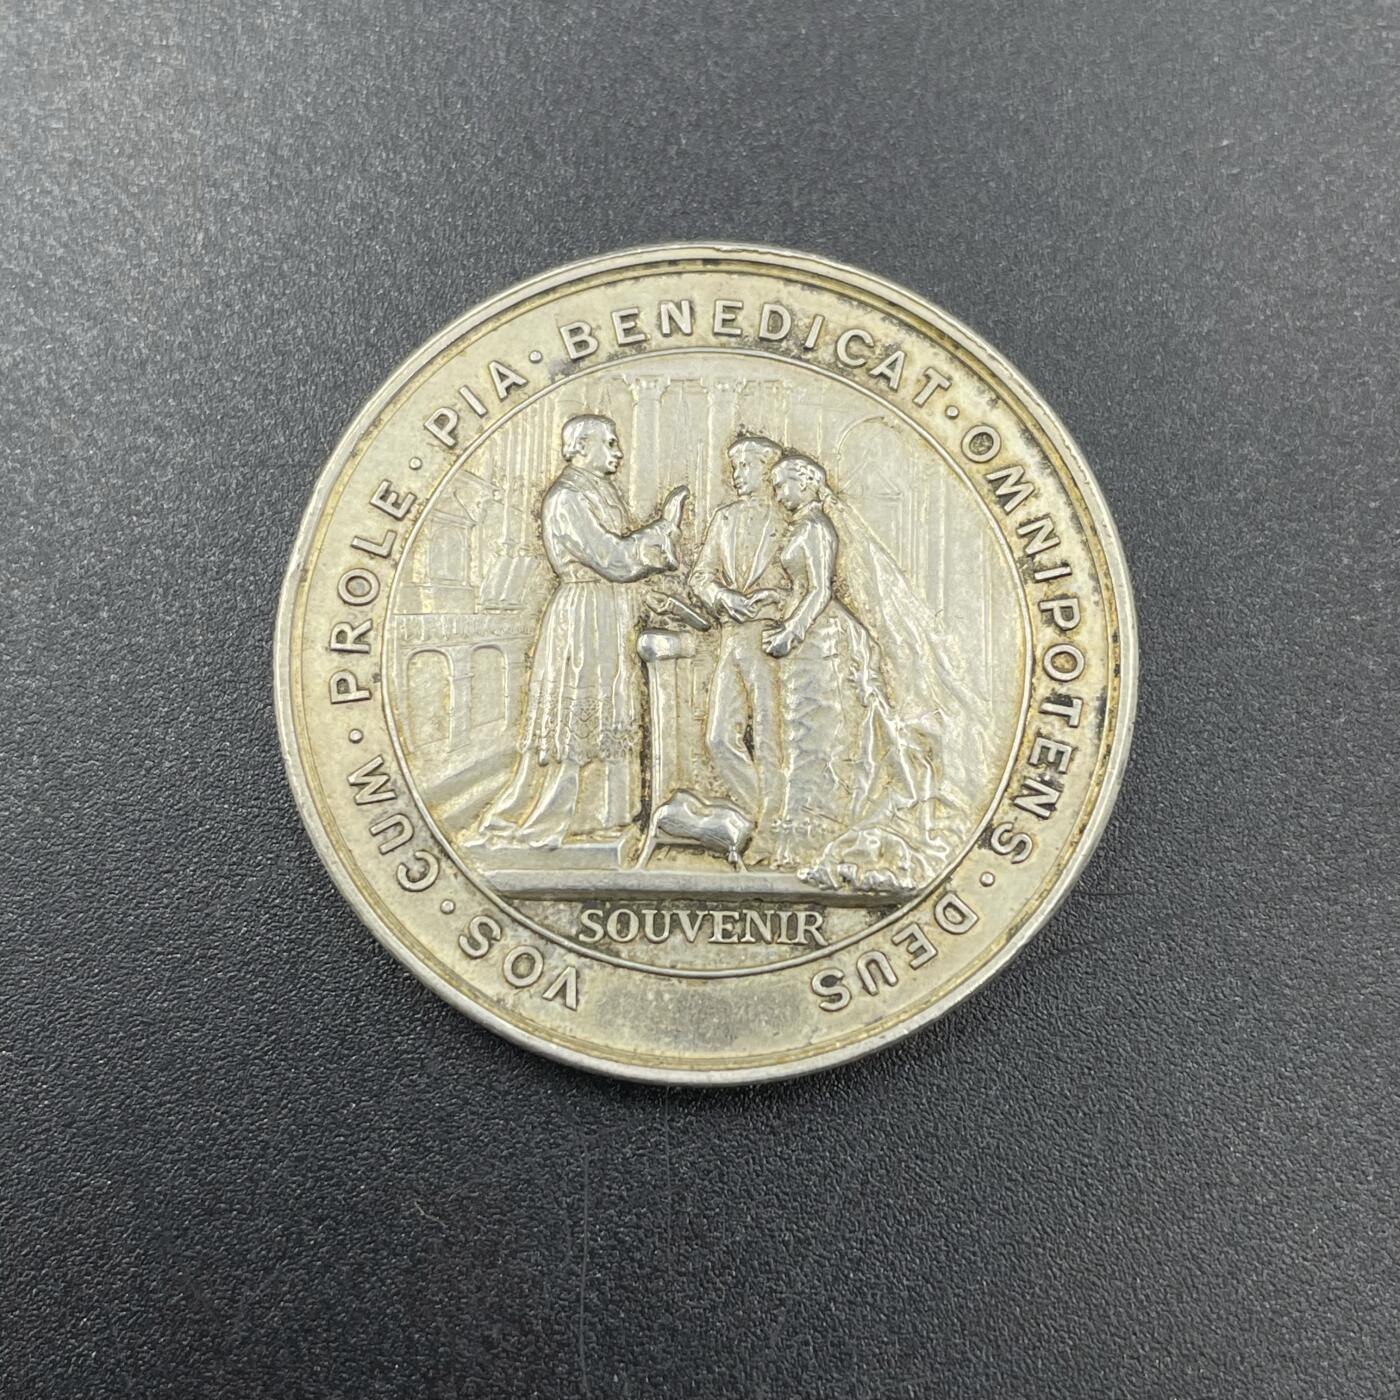 VOS · CUM · PROLE · PIA · BENEDICAT · OMNIPOTENS · DEUS
SOUVENIR